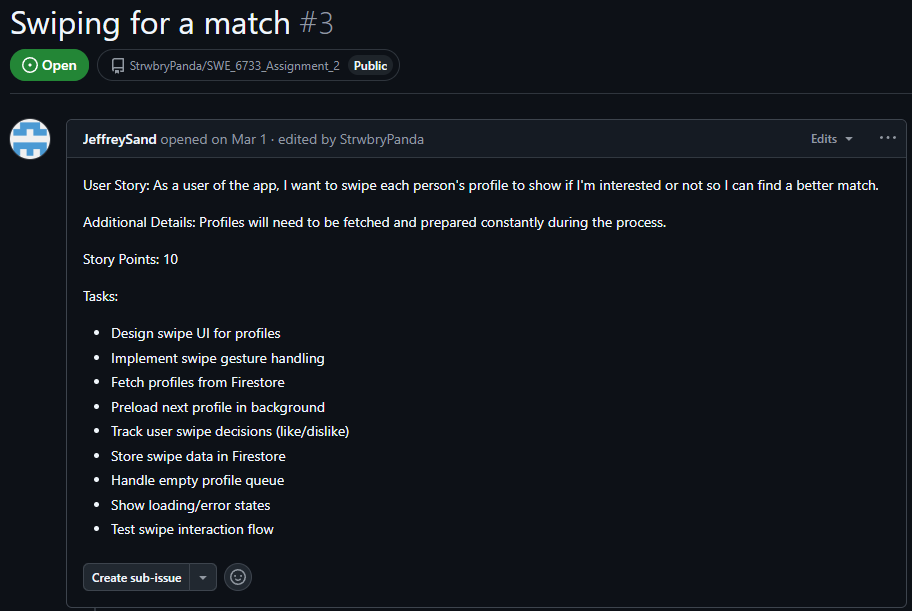 Swiping for a match #3
Open StrwbryPanda/SWE_6733_Assignment_2 Public
JeffreySand opened on Mar 1 · edited by StrwbryPanda Edits
User Story: As a user of the app, I want to swipe each person's profile to show if I'm interested or not so I can find a better match.
Additional Details: Profiles will need to be fetched and prepared constantly during the process.
Story Points: 10
Tasks:
• Design swipe UI for profiles
• Implement swipe gesture handling
• Fetch profiles from Firestore
• Preload next profile in background
• Track user swipe decisions (like/dislike)
• Store swipe data in Firestore
• Handle empty profile queue
• Show loading/error states
• Test swipe interaction flow
Create sub-issue